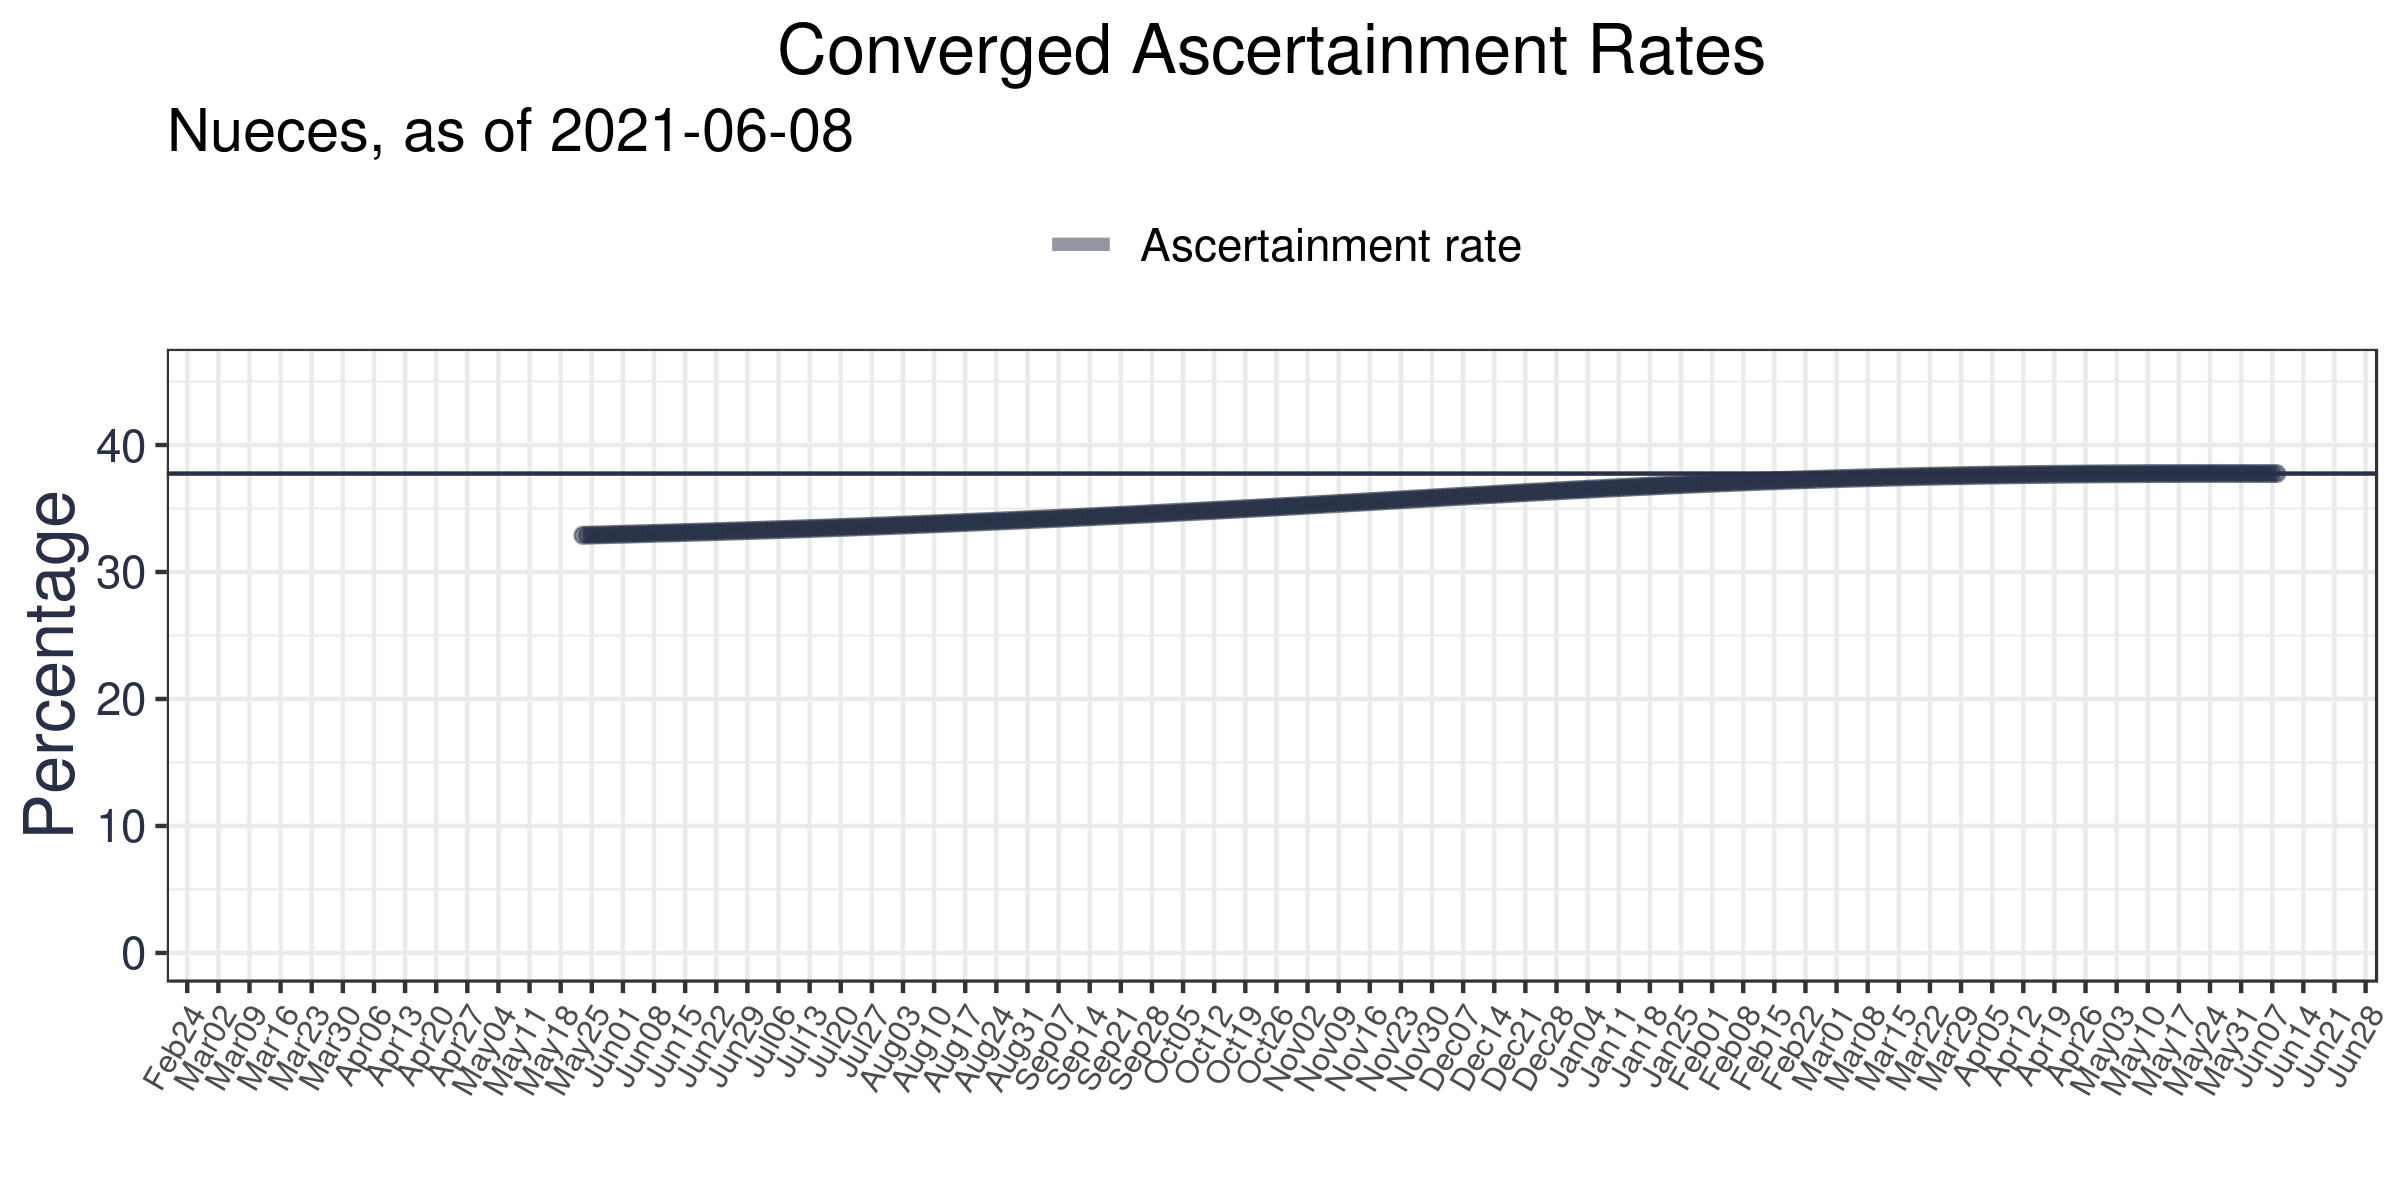 Converged Ascertainment Rates
Nueces, as of 2021-06-08
Ascertainment rate
Percentage
40
30
20
10
0
Feb24 Mar02 Mar09 Mar16 Mar23 Mar30 Apr06 Apr13 Apr20 Apr27 May04 May11 May18 May25 Jun01 Jun08 Jun15 Jun22 Jun29 Jul06 Jul13 Jul20 Jul27 Aug03 Aug10 Aug17 Aug24 Aug31 Sep07 Sep14 Sep21 Sep28 Oct05 Oct12 Oct19 Oct26 Nov02 Nov09 Nov16 Nov23 Nov30 Dec07 Dec14 Dec21 Dec28 Jan04 Jan11 Jan18 Jan25 Feb01 Feb08 Feb15 Feb22 Mar01 Mar08 Mar15 Mar22 Mar29 Apr05 Apr12 Apr19 Apr26 May03 May10 May17 May24 May31 Jun07 Jun14 Jun21 Jun28